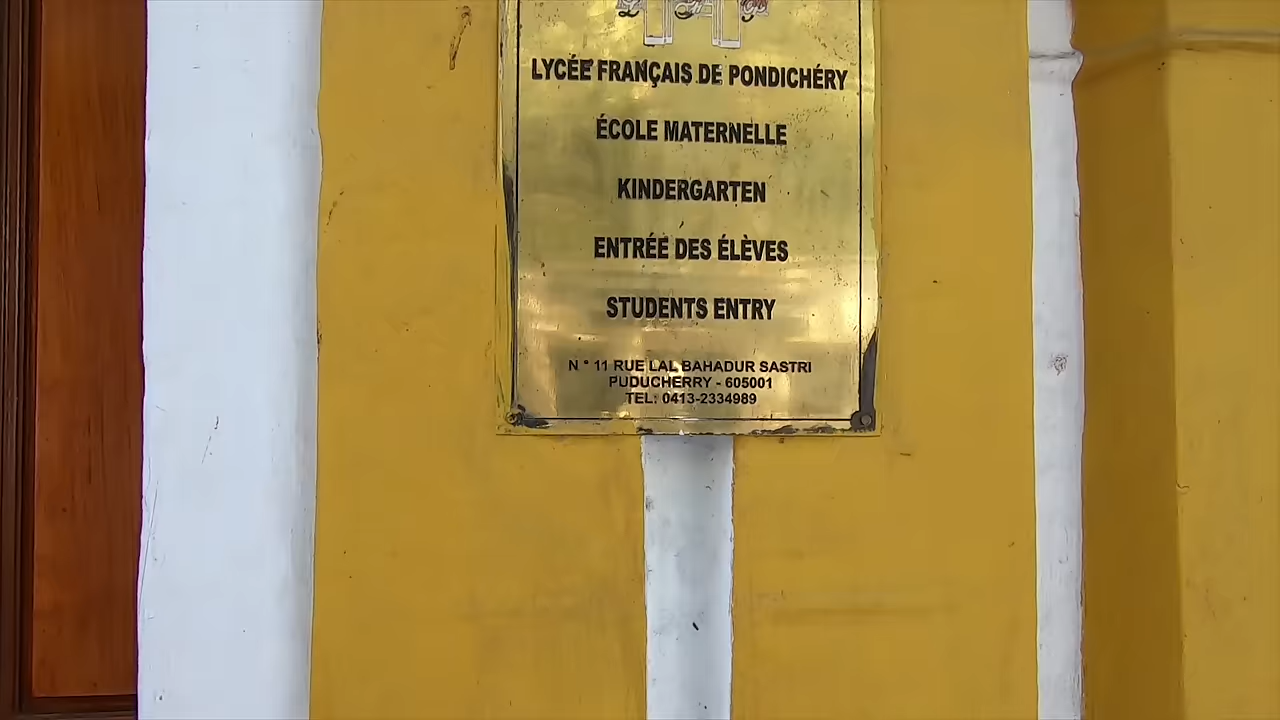 LYCÉE FRANÇAIS DE PONDICHÉRY
ÉCOLE MATERNELLE
KINDERGARTEN
ENTRÉE DES ÉLÈVES
STUDENTS ENTRY
N ° 11 RUE LAL BAHADUR SASTRI
PUDUCHERRY - 605001
TEL: 0413-2334989